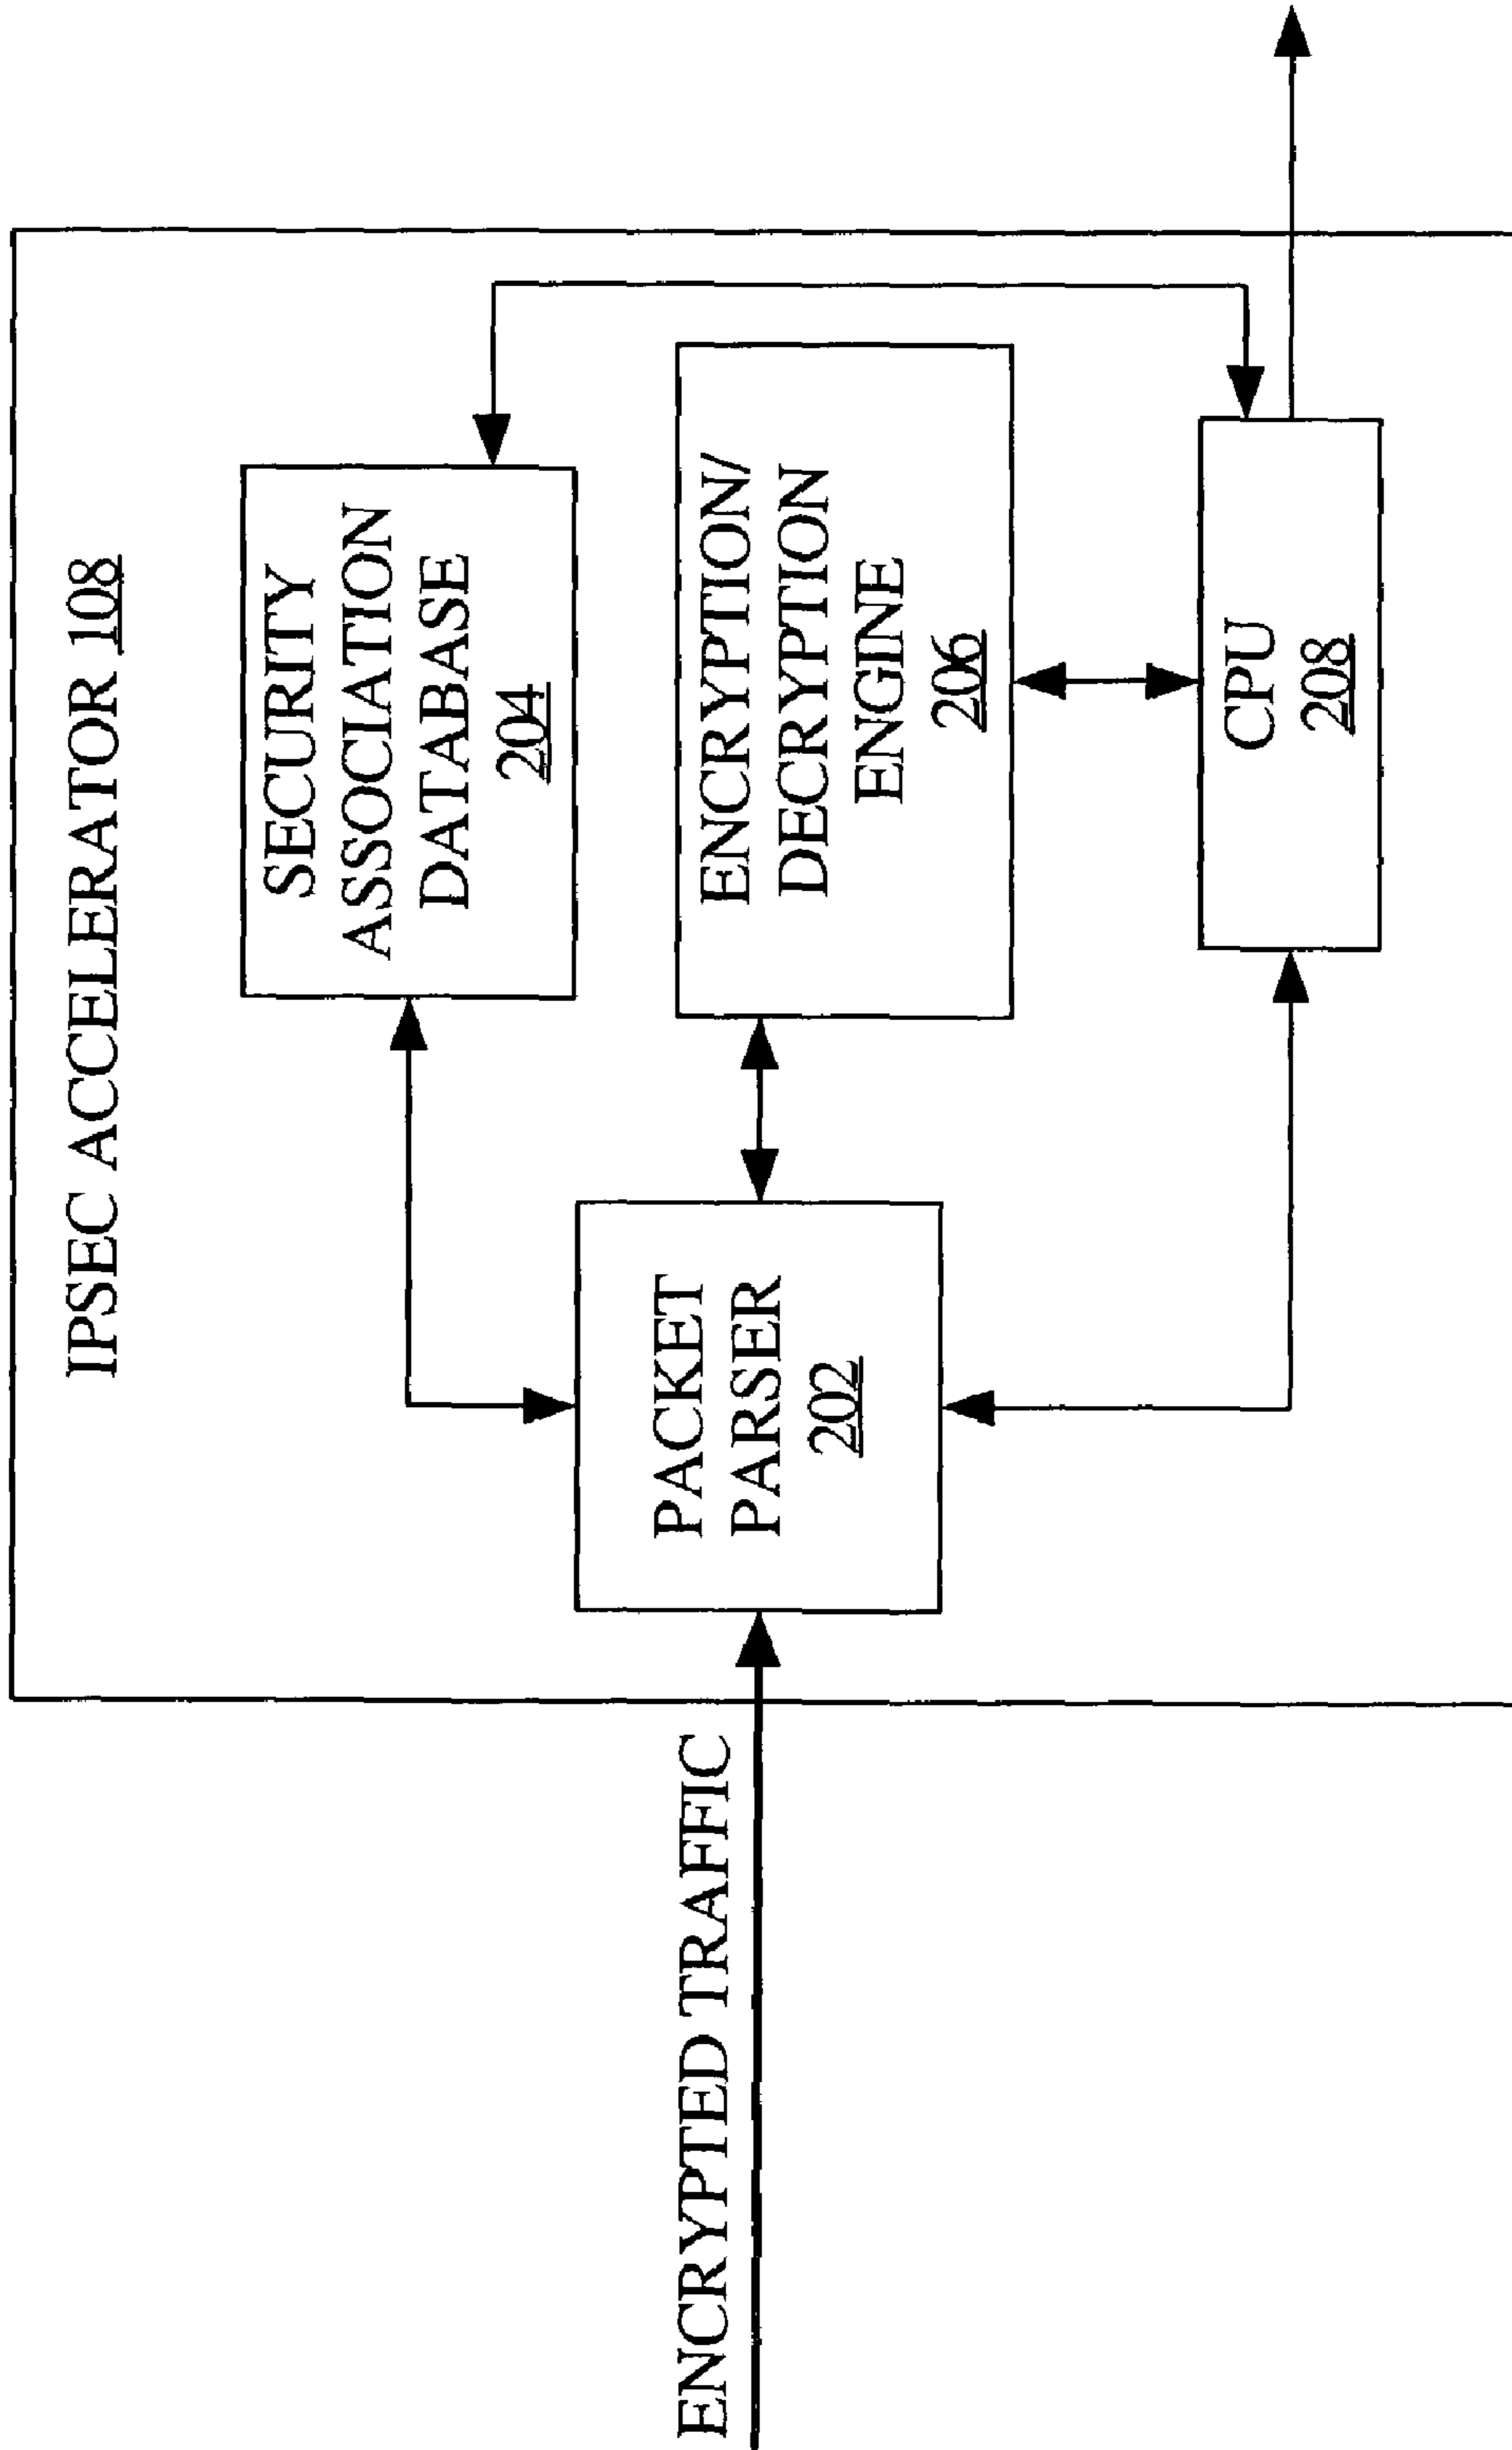 IPSEC ACCELERATOR 108
ENCRYPTED TRAFFIC
PACKET
PARSER
202
SECURITY
ASSOCIATION
DATABASE
204
ENCRYPTION/
DECRYPTION
ENGINE
206
CPU
208